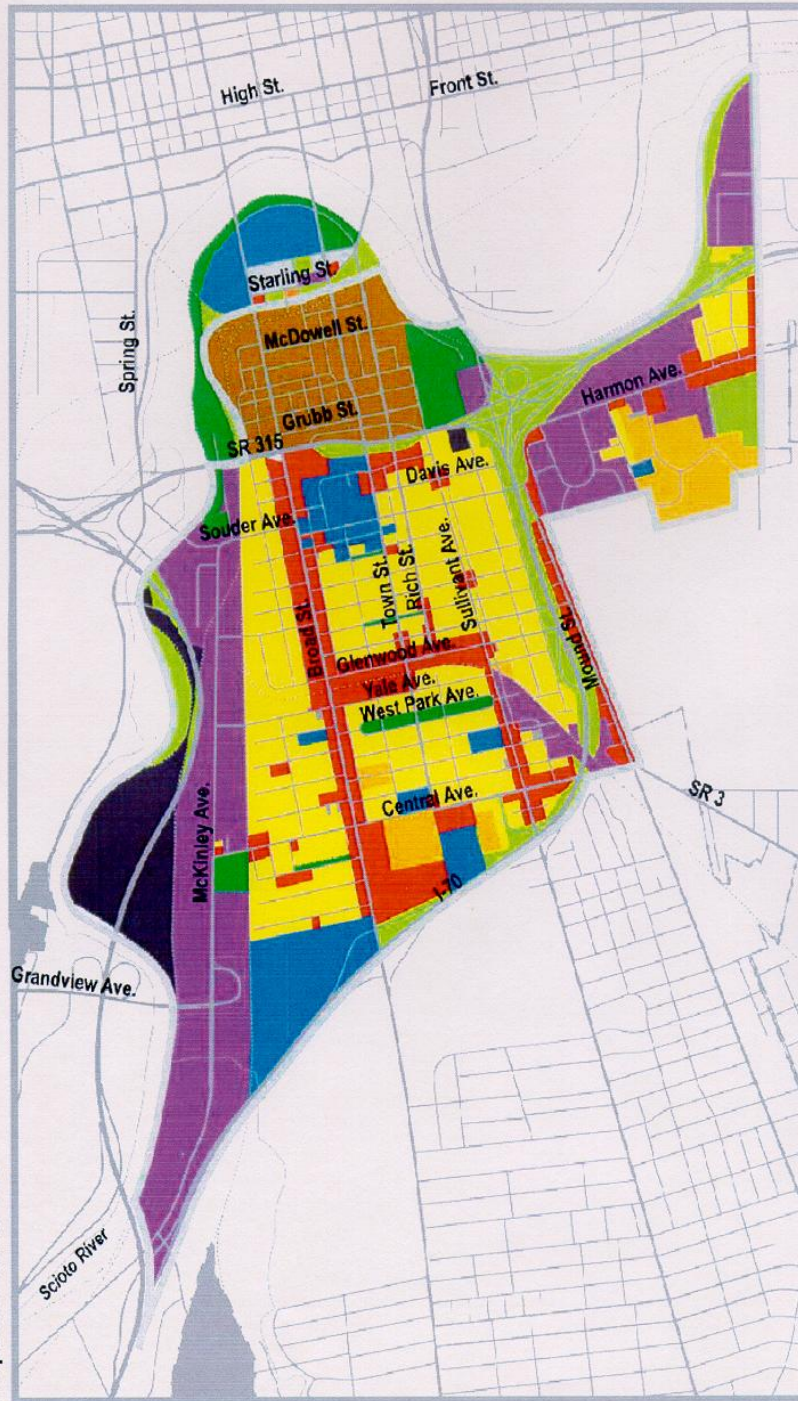 High St.
Front St.
Starling St.
McDowell St.
Spring St.
Grubb St.
Harmon Ave.
SR 315
Davis Ave.
Souder Ave.
Town St.
Rich St.
Sullivant Ave.
Broad St.
Glenwood Ave.
Mound St.
Yale Ave.
West Park Ave.
Central Ave.
SR 3
McKinley Ave.
I-70
Grandview Ave.
Scioto River